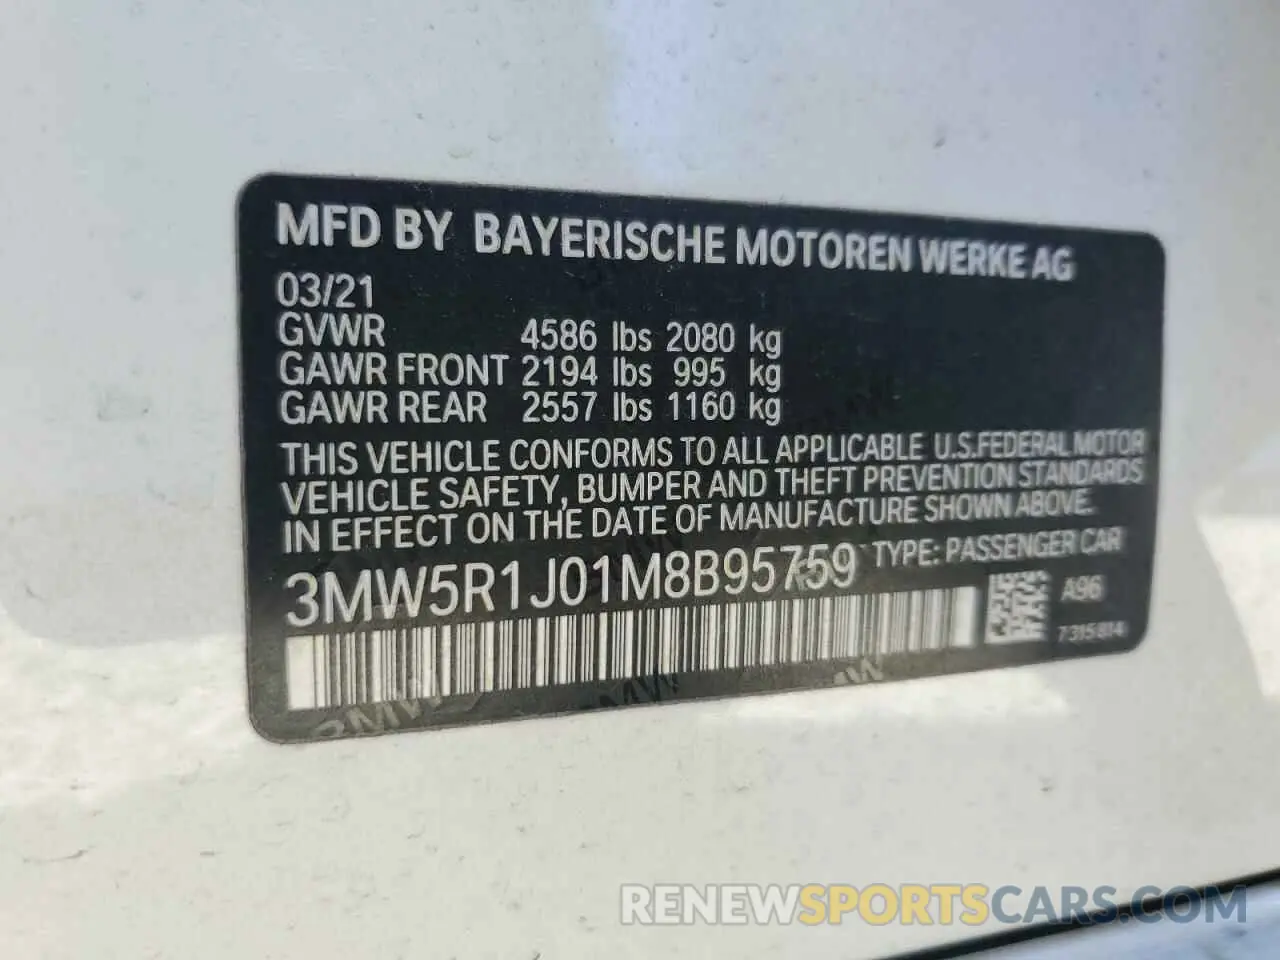 MFD BY BAYERISCHE MOTOREN WERKE AG
03/21
GVWR 4586 lbs 2080 kg
GAWR FRONT 2194 lbs 995 kg
GAWR REAR 2557 lbs 1160 kg
THIS VEHICLE CONFORMS TO ALL APPLICABLE U.S.FEDERAL MOTOR
VEHICLE SAFETY, BUMPER AND THEFT PREVENTION STANDARDS
IN EFFECT ON THE DATE OF MANUFACTURE SHOWN ABOVE.
3MW5R1J01M8B95759 TYPE: PASSENGER CAR
A96
7315814
BMW BMW BMW
RENEWSPORTSCARS.COM